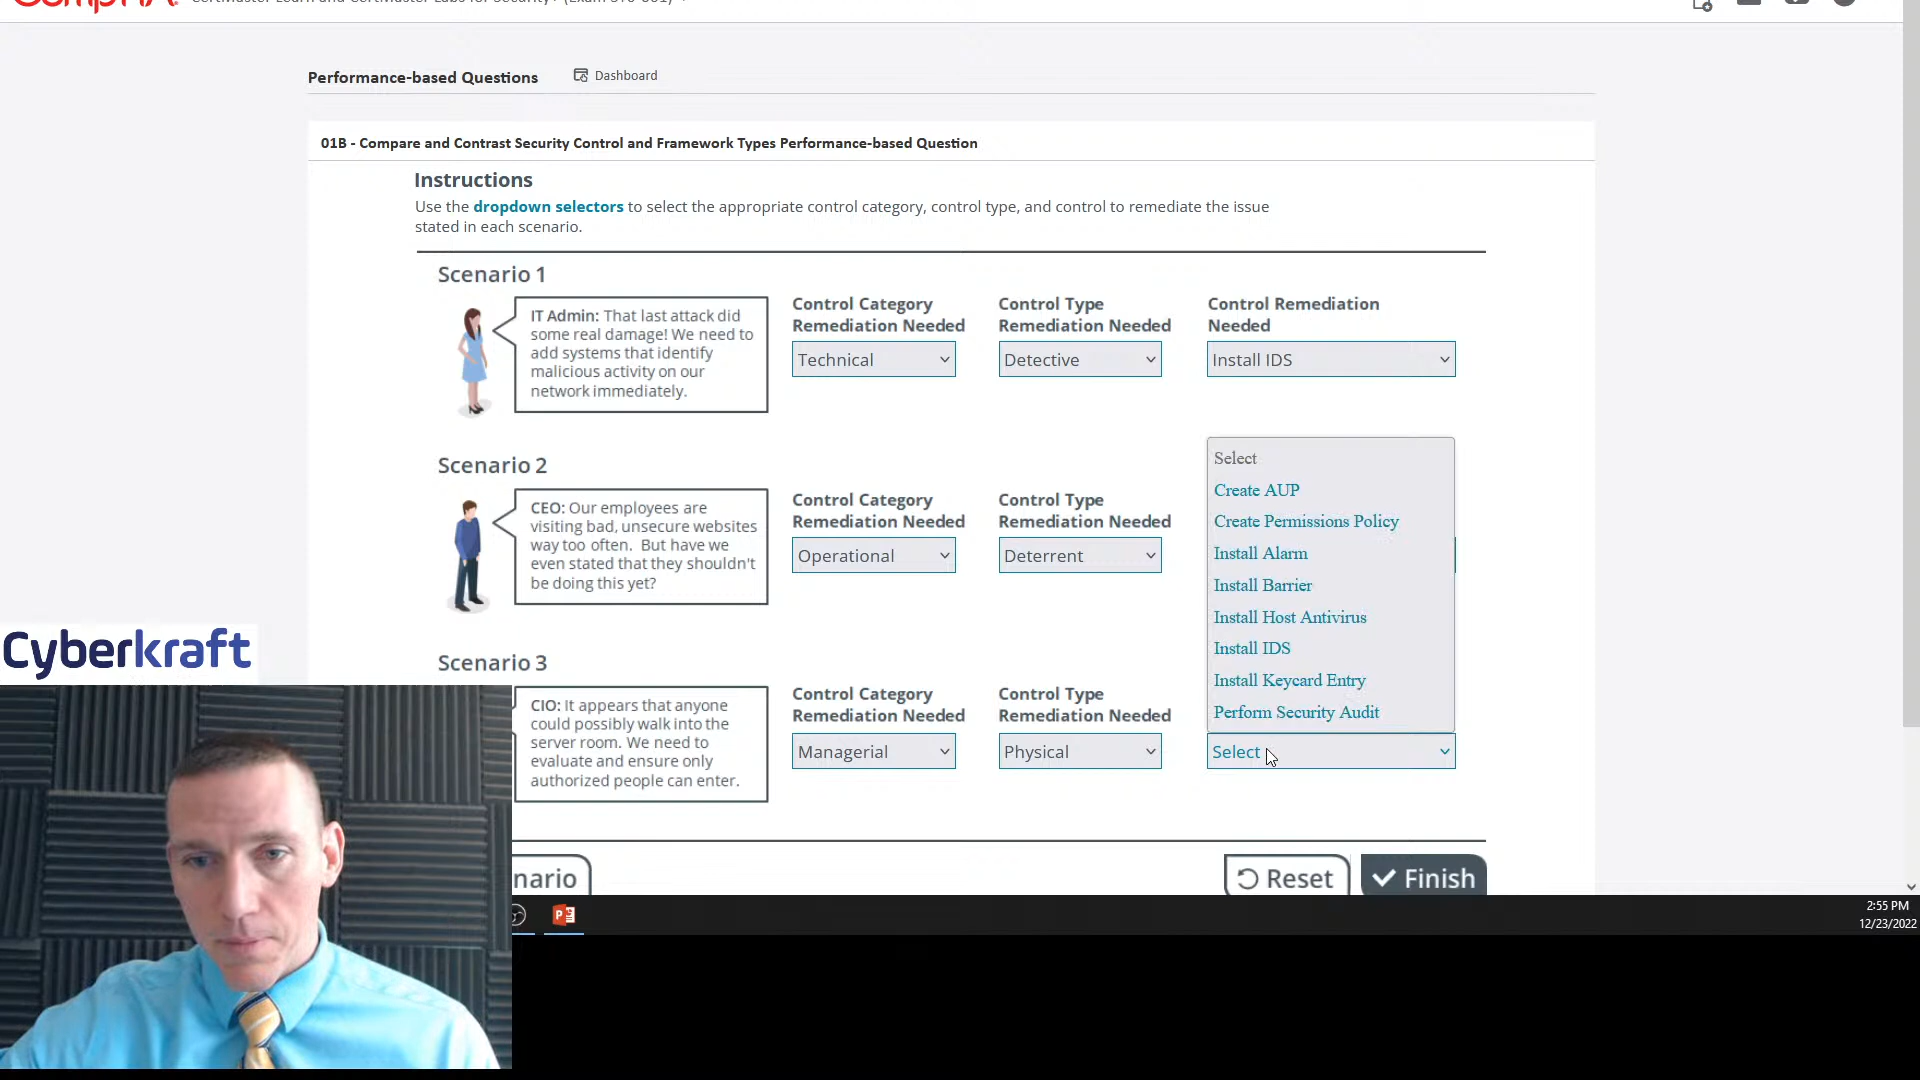 Performance-based Questions
Dashboard
01B - Compare and Contrast Security Control and Framework Types Performance-based Question
Instructions
Use the dropdown selectors to select the appropriate control category, control type, and control to remediate the issue
stated in each scenario.
Scenario 1
IT Admin: That last attack did
some real damage! We need to
add systems that identify
malicious activity on our
network immediately.
Control Category
Remediation Needed
Technical
Control Type
Remediation Needed
Detective
Control Remediation
Needed
Install IDS
Scenario 2
CEO: Our employees are
visiting bad, unsecure websites
way too often. But have we
even stated that they shouldn't
be doing this yet?
Control Category
Remediation Needed
Operational
Control Type
Remediation Needed
Deterrent
Select
Create AUP
Create Permissions Policy
Install Alarm
Install Barrier
Install Host Antivirus
Install IDS
Install Keycard Entry
Perform Security Audit
Scenario 3
CIO: It appears that anyone
could possibly walk into the
server room. We need to
evaluate and ensure only
authorized people can enter.
Control Category
Remediation Needed
Managerial
Control Type
Remediation Needed
Physical
Select
nario
Reset
Finish
Cyberkraft
2:55 PM
12/23/2022